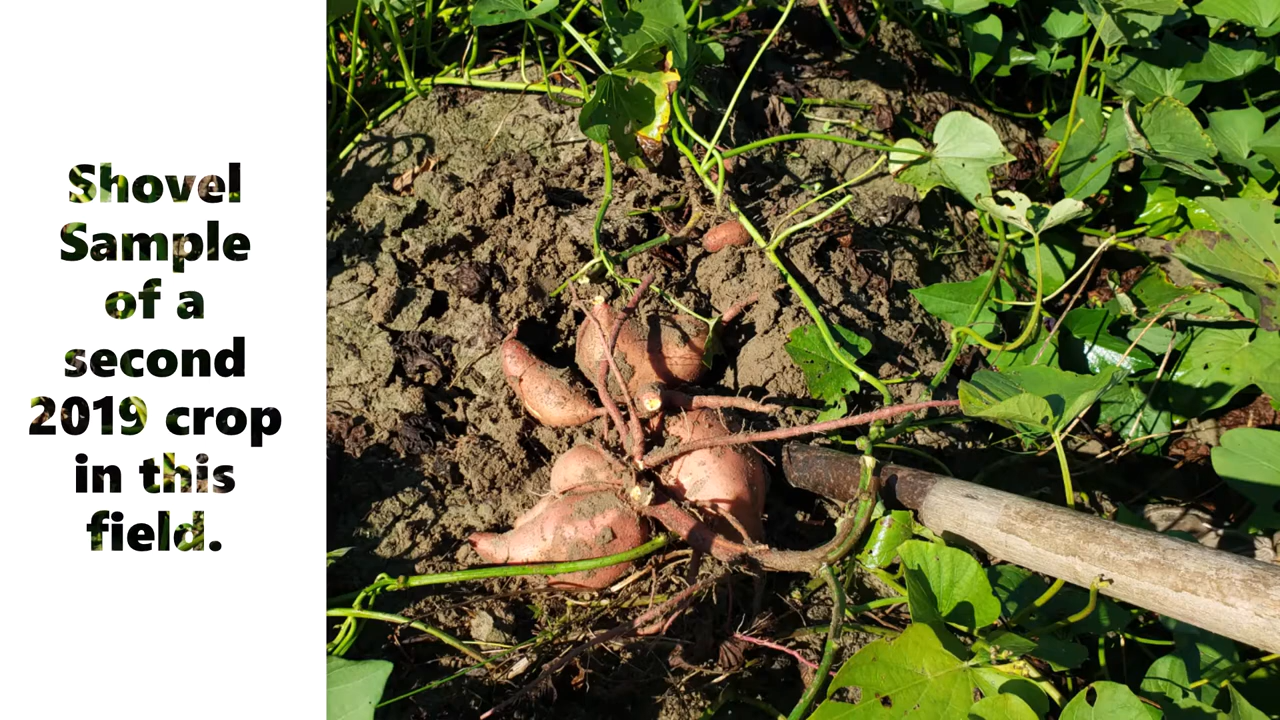 Shovel
Sample
of a
second
2019 crop
in this
field.